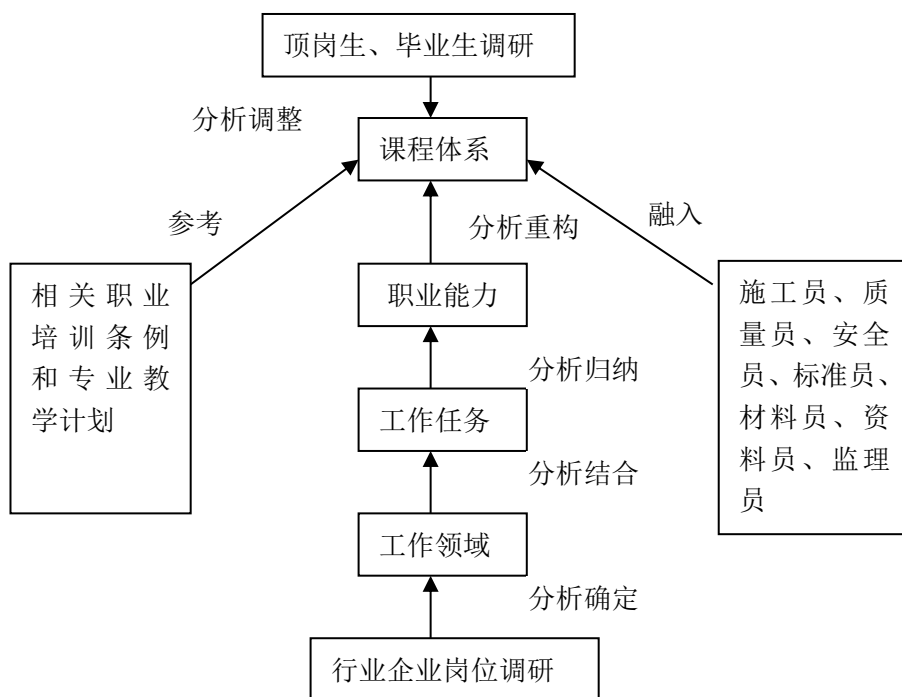 顶岗生、毕业生调研
分析调整
课程体系
参考
融入
分析重构
相关职业
培训条例
和专业教
学计划
职业能力
施工员、质
量员、安全
员、标准员、
材料员、资
料员、监理
员
分析归纳
工作任务
分析结合
工作领域
分析确定
行业企业岗位调研